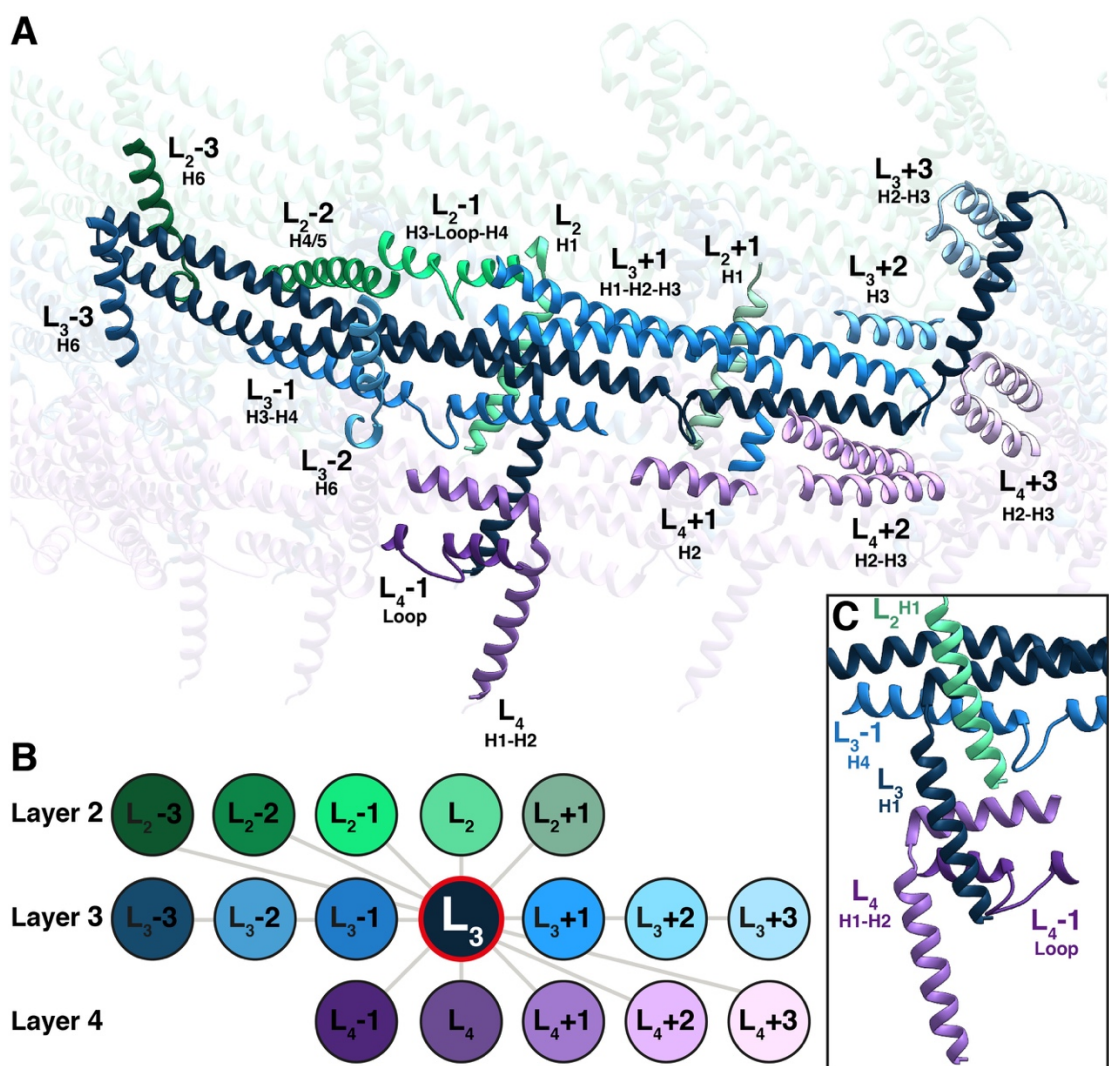 A
L₂-3
H6
L₂-2
H4/5
L₂-1
H3-Loop-H4
L₂
H1
L₃+1
H1-H2-H3
L₂+1
H1
L₃+2
H3
L₃+3
H2-H3
L₃-3
H6
L₃-1
H3-H4
L₃-2
H6
L₄-1
Loop
L₄
H1-H2
L₄+1
H2
L₄+2
H2-H3
L₄+3
H2-H3
B
Layer 2 L₂-3 L₂-2 L₂-1 L₂ L₂+1
Layer 3 L₃-3 L₃-2 L₃-1 L₃ L₃+1 L₃+2 L₃+3
Layer 4 L₄-1 L₄ L₄+1 L₄+2 L₄+3
C
L₂ H1
L₃-1
H4
L₃
H1
L₄
H1-H2
L₄-1
Loop